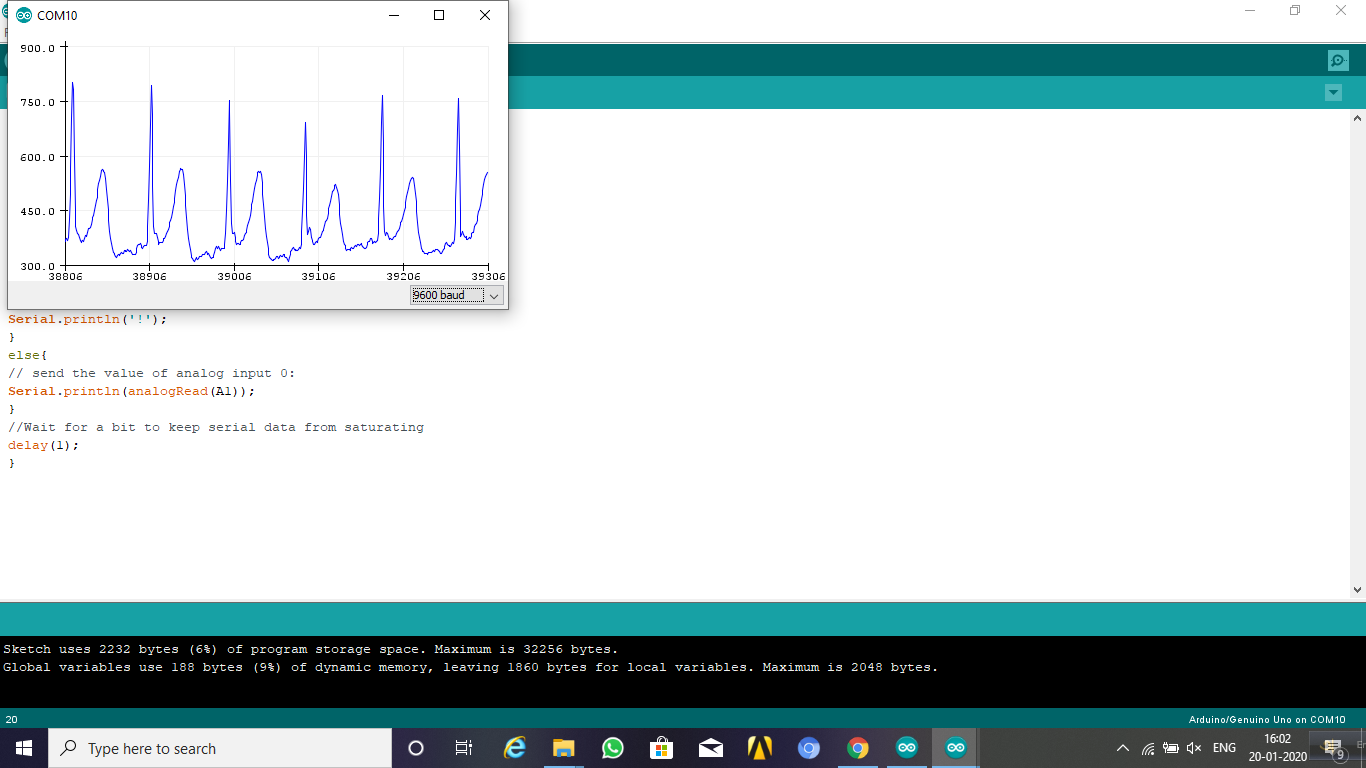 COM10
900.0
750.0
600.0
450.0
300.0
38806 38906 39006 39106 39206 39306
9600 baud
Serial.println('!');
}
else{
// send the value of analog input 0:
Serial.println(analogRead(A1));
}
//Wait for a bit to keep serial data from saturating
delay(1);
}
Sketch uses 2232 bytes (6%) of program storage space. Maximum is 32256 bytes.
Global variables use 188 bytes (9%) of dynamic memory, leaving 1860 bytes for local variables. Maximum is 2048 bytes.
20 Arduino/Genuino Uno on COM10
Type here to search
ENG
16:02
20-01-2020
9